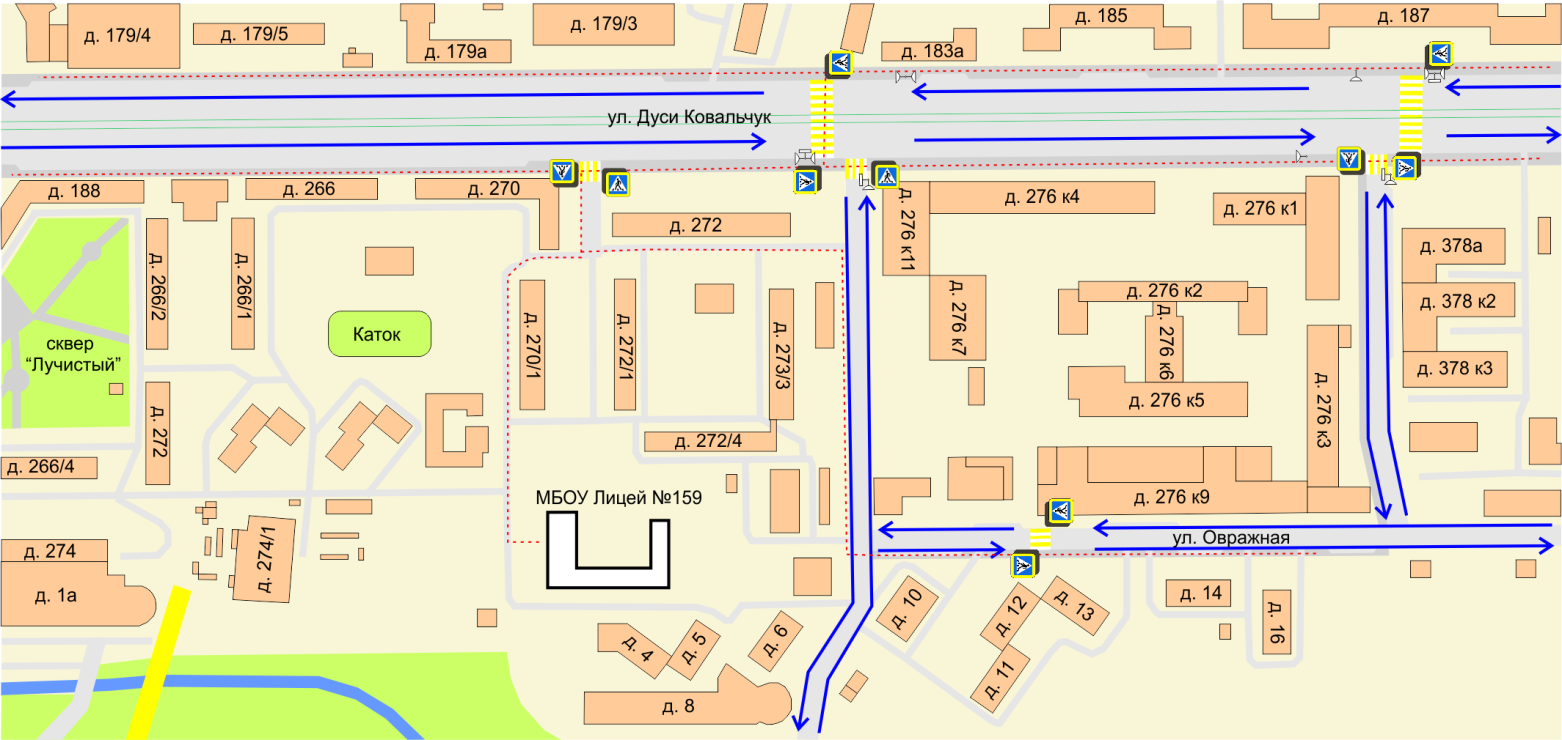 д. 179/4
д. 179/5
д. 179а
д. 179/3
д. 183а
д. 185
д. 187
ул. Дуси Ковальчук
д. 188
д. 266
д. 270
д. 272
д. 276 к11
д. 276 к4
д. 276 к1
д. 378а
д. 266/2
д. 266/1
Каток
сквер
“Лучистый”
д. 270/1
д. 272/1
д. 273/3
д. 276 к7
д. 276 к2
д. 276 к6
д. 276 к5
д. 276 к3
д. 378 к2
д. 378 к3
д. 272
д. 266/4
д. 272/4
МБОУ Лицей №159
д. 276 к9
ул. Овражная
д. 274
д. 274/1
д. 1а
д. 10
д. 12
д. 13
д. 14
д. 16
д. 4
д. 5
д. 6
д. 11
д. 8